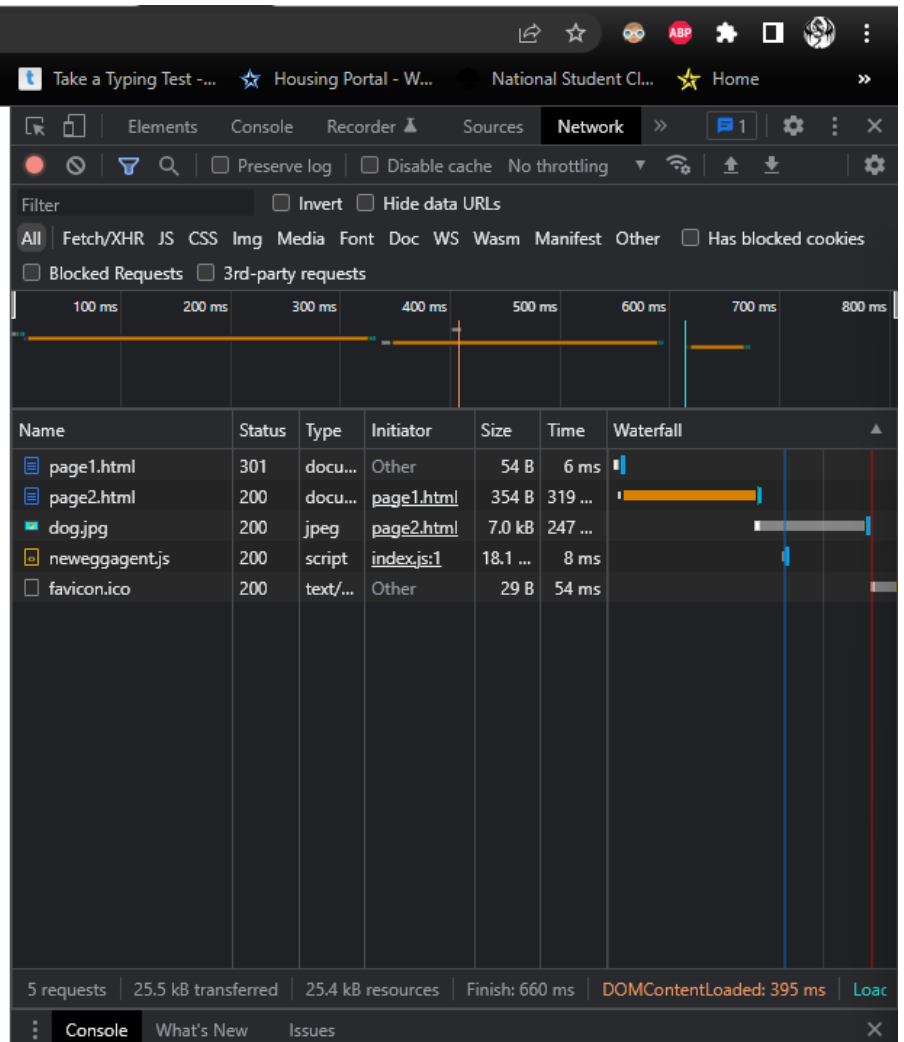 ABP
t Take a Typing Test -... Housing Portal - W... National Student Cl... Home »
Elements Console Recorder Sources Network » 1
Preserve log Disable cache No throttling
Filter Invert Hide data URLs
All Fetch/XHR JS CSS Img Media Font Doc WS Wasm Manifest Other Has blocked cookies
Blocked Requests 3rd-party requests
100 ms 200 ms 300 ms 400 ms 500 ms 600 ms 700 ms 800 ms
Name Status Type Initiator Size Time Waterfall
page1.html 301 docu... Other 54 B 6 ms
page2.html 200 docu... page1.html 354 B 319 ...
dog.jpg 200 jpeg page2.html 7.0 kB 247 ...
neweggagent.js 200 script index.js:1 18.1 ... 8 ms
favicon.ico 200 text/... Other 29 B 54 ms
5 requests 25.5 kB transferred 25.4 kB resources Finish: 660 ms DOMContentLoaded: 395 ms Loac
Console What's New Issues